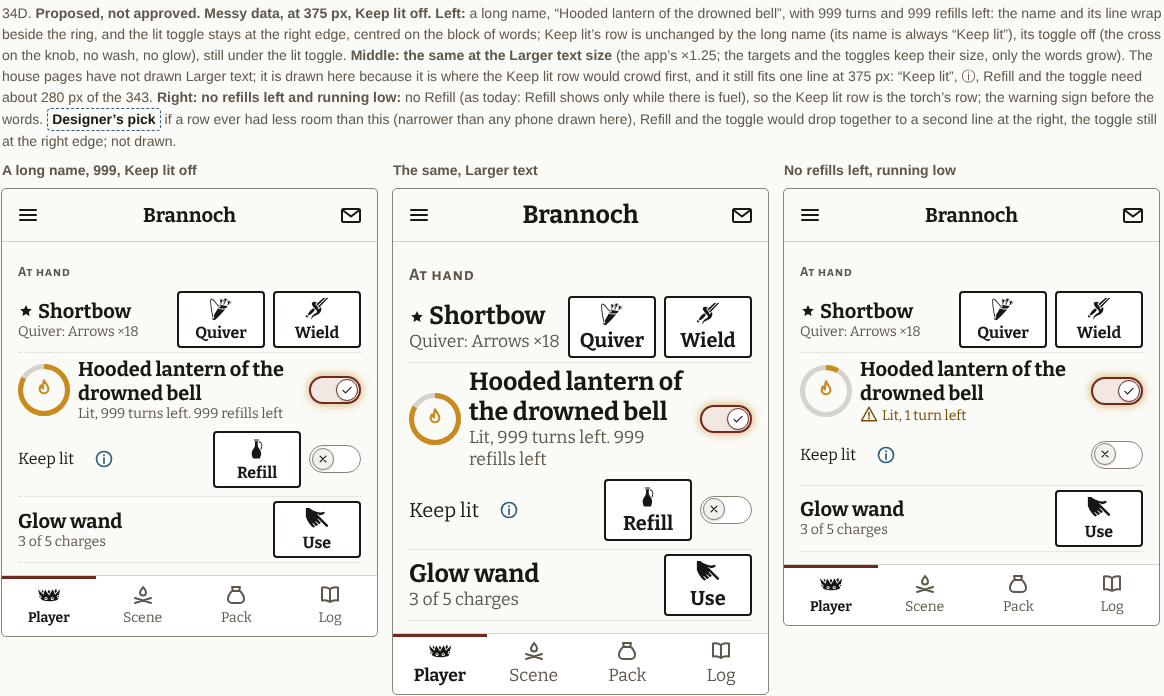 34D. Proposed, not approved. Messy data, at 375 px, Keep lit off. Left: a long name, “Hooded lantern of the drowned bell”, with 999 turns and 999 refills left: the name and its line wrap
beside the ring, and the lit toggle stays at the right edge, centred on the block of words; Keep lit’s row is unchanged by the long name (its name is always “Keep lit”), its toggle off (the cross
on the knob, no wash, no glow), still under the lit toggle. Middle: the same at the Larger text size (the app’s ×1.25; the targets and the toggles keep their size, only the words grow). The
house pages have not drawn Larger text; it is drawn here because it is where the Keep lit row would crowd first, and it still fits one line at 375 px: “Keep lit”, ⓘ, Refill and the toggle need
about 280 px of the 343. Right: no refills left and running low: no Refill (as today: Refill shows only while there is fuel), so the Keep lit row is the torch’s row; the warning sign before the
words. Designer’s pick if a row ever had less room than this (narrower than any phone drawn here), Refill and the toggle would drop together to a second line at the right, the toggle still
at the right edge; not drawn.
A long name, 999, Keep lit off
Brannoch
At hand
Shortbow
Quiver: Arrows ×18
Quiver
Wield
Hooded lantern of the
drowned bell
Lit, 999 turns left. 999 refills left
Keep lit
Refill
Glow wand
3 of 5 charges
Use
Player
Scene
Pack
Log
The same, Larger text
Brannoch
At hand
Shortbow
Quiver: Arrows ×18
Quiver
Wield
Hooded lantern of
the drowned bell
Lit, 999 turns left. 999
refills left
Keep lit
Refill
Glow wand
3 of 5 charges
Use
Player
Scene
Pack
Log
No refills left, running low
Brannoch
At hand
Shortbow
Quiver: Arrows ×18
Quiver
Wield
Hooded lantern of the
drowned bell
Lit, 1 turn left
Keep lit
Glow wand
3 of 5 charges
Use
Player
Scene
Pack
Log